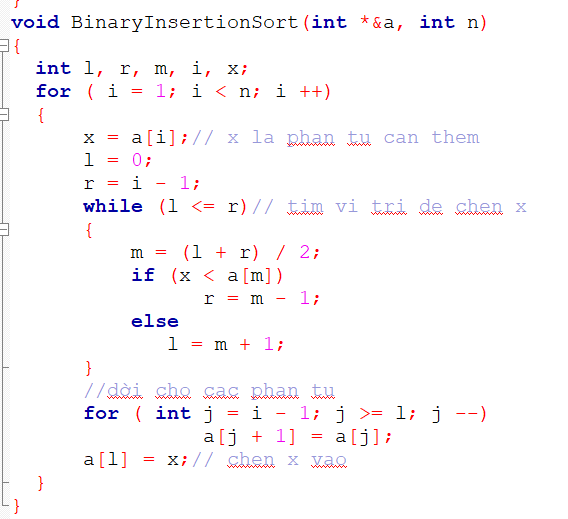 void BinaryInsertionSort(int *&a, int n)
{
int l, r, m, i, x;
for ( i = 1; i < n; i ++)
{
x = a[i];// x la phan tu can them
l = 0;
r = i - 1;
while (l <= r)// tim vi tri de chen x
{
m = (l + r) / 2;
if (x < a[m])
r = m - 1;
else
l = m + 1;
}
//dời cho cac phan tu
for ( int j = i - 1; j >= l; j --)
a[j + 1] = a[j];
a[l] = x;// chen x vao
}
}